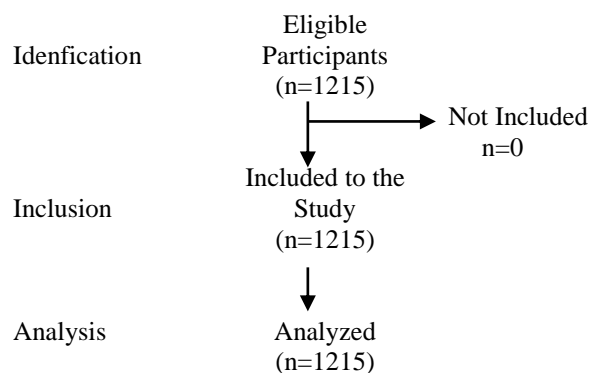 Eligible
Idenfication Participants
(n=1215)
Not Included
n=0
Included to the
Inclusion Study
(n=1215)
Analysis Analyzed
(n=1215)